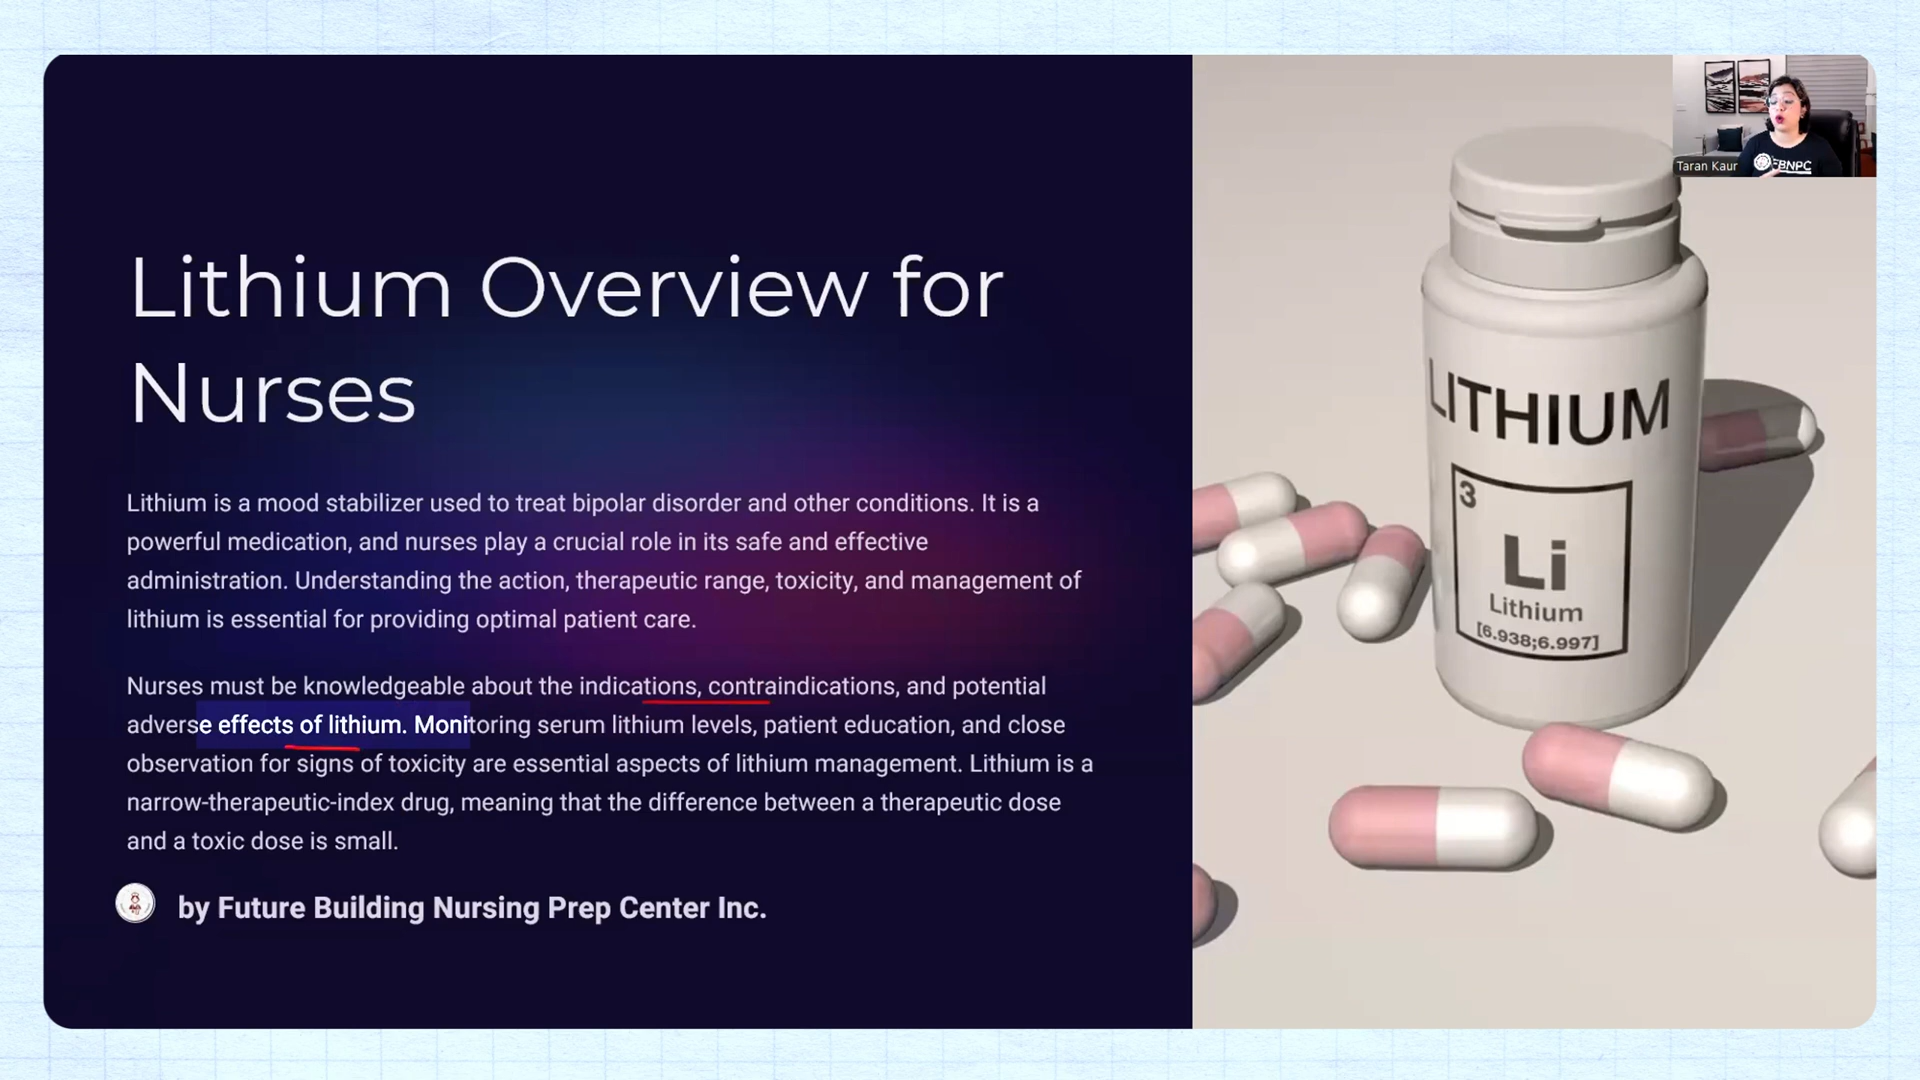 Lithium Overview for
Nurses
Lithium is a mood stabilizer used to treat bipolar disorder and other conditions. It is a
powerful medication, and nurses play a crucial role in its safe and effective
administration. Understanding the action, therapeutic range, toxicity, and management of
lithium is essential for providing optimal patient care.
Nurses must be knowledgeable about the indications, contraindications, and potential
adverse effects of lithium. Monitoring serum lithium levels, patient education, and close
observation for signs of toxicity are essential aspects of lithium management. Lithium is a
narrow-therapeutic-index drug, meaning that the difference between a therapeutic dose
and a toxic dose is small.
by Future Building Nursing Prep Center Inc.
Taran Kaur
FBNPC
LITHIUM
3
Li
Lithium
[6.938;6.997]